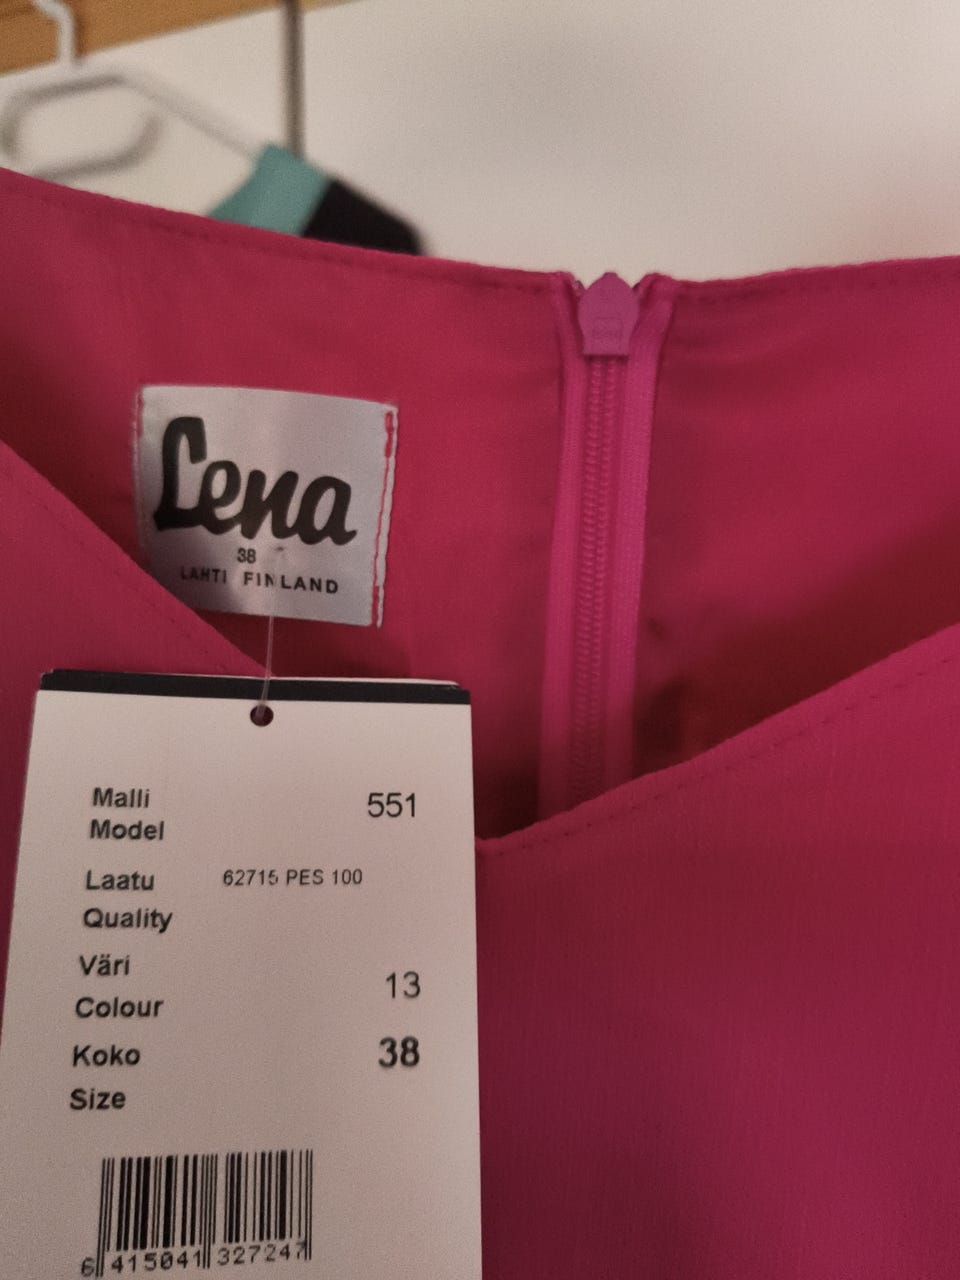 Lena
38
LAHTI FINLAND
Malli 551
Model
Laatu 62715 PES 100
Quality
Väri
13
Colour
Koko 38
Size
6 415041 327247